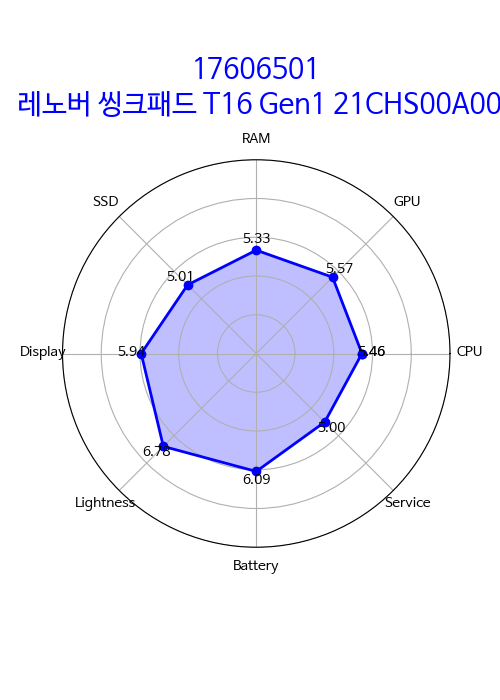 17606501
레노버 씽크패드 T16 Gen1 21CHS00A00
RAM
SSD
GPU
5.33
5.57
5.01
Display
5.94
5.46
CPU
6.78
5.00
6.09
Lightness
Service
Battery